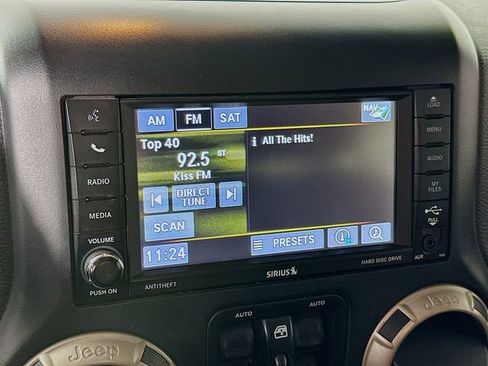 AM FM SAT NAV
Top 40
92.5 ST
Kiss FM
i All The Hits!
DIRECT
TUNE
SCAN
PRESETS
11:24
RADIO
MEDIA
VOLUME
PUSH ON
ANTITHEFT
LOAD
MENU
AUDIO
MY
FILES
PULL
AUX
SIRIUS
HARD DISC DRIVE
AUTO
AUTO
Jeep
Jeep